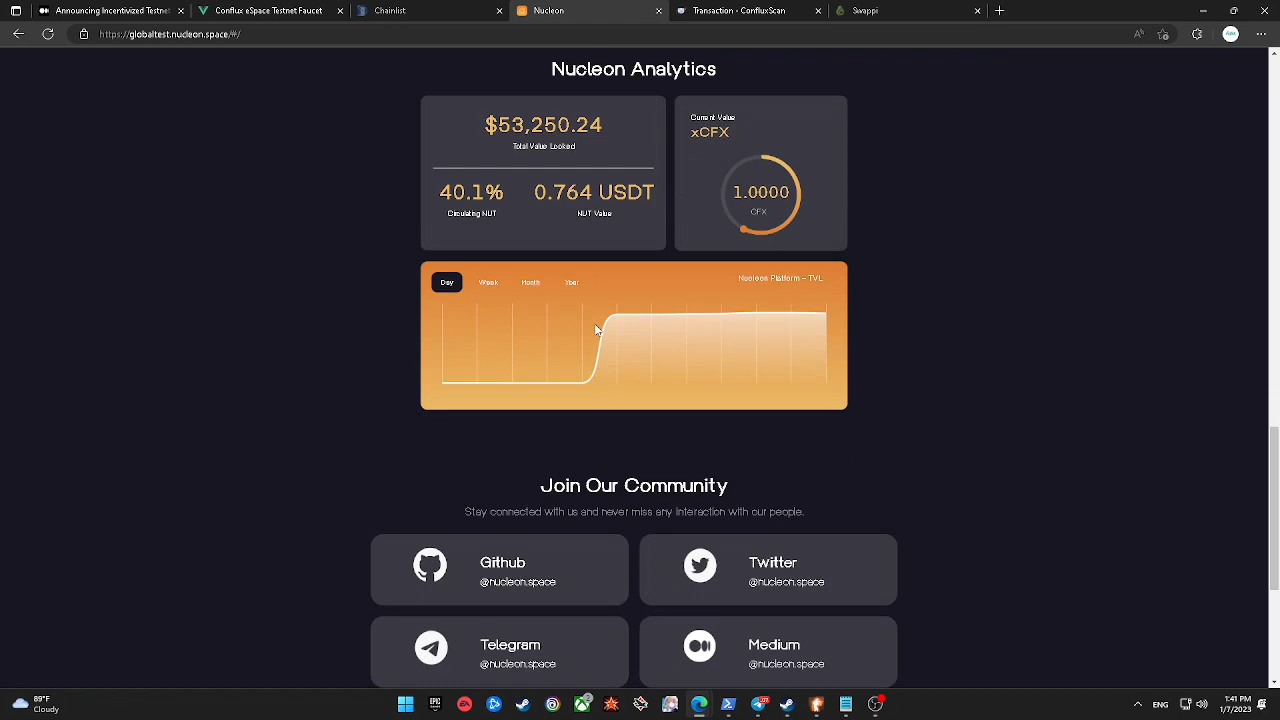 Announcing Incentivized Testnet
Conflux eSpace Testnet Faucet
Chainlist
Nucleon
Transaction - ConfluxScan
Swappi
https://globaltest.nucleon.space/#/
Nucleon Analytics
$53,250.24
Total Value Locked
40.1%
Circulating NUT
0.764 USDT
NUT Value
Current Value
xCFX
1.0000
CFX
Day Week Month Year
Nucleon Platform - TVL
Join Our Community
Stay connected with us and never miss any interaction with our people.
Github
@nucleon.space
Twitter
@nucleon.space
Telegram
@nucleon.space
Medium
@nucleon.space
89°F
Cloudy
ENG
1:41 PM
1/7/2023